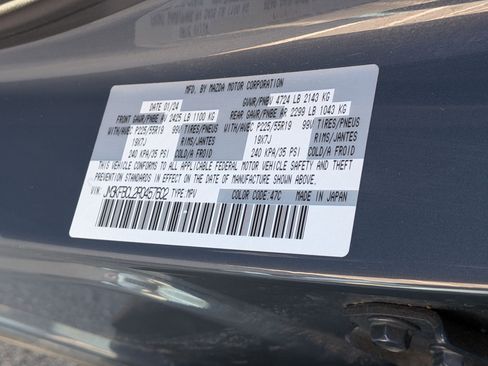 MFD. BY MAZDA MOTOR CORPORATION
DATE 01/24 GVWR/PNBV 4724 LB 2143 KG
FRONT GAWR/PNBE AV 2425 LB 1100 KG REAR GAWR/PNBE AR 2299 LB 1043 KG
WITH/AVEC P225/55R19 99V TIRES/PNEUS WITH/AVEC P225/55R19 99V TIRES/PNEUS
19X7J RIMS/JANTES 19X7J RIMS/JANTES
240 KPA/35 PSI COLD/A FROID 240 KPA/35 PSI COLD/A FROID
THIS VEHICLE CONFORMS TO ALL APPLICABLE FEDERAL MOTOR VEHICLE SAFETY AND THEFT
PREVENTION STANDARDS IN EFFECT ON THE DATE OF MANUFACTURE SHOWN ABOVE.
VIN: JM3KFBCL2R0457502 TYPE:MPV COLOR CODE:47C MADE IN JAPAN